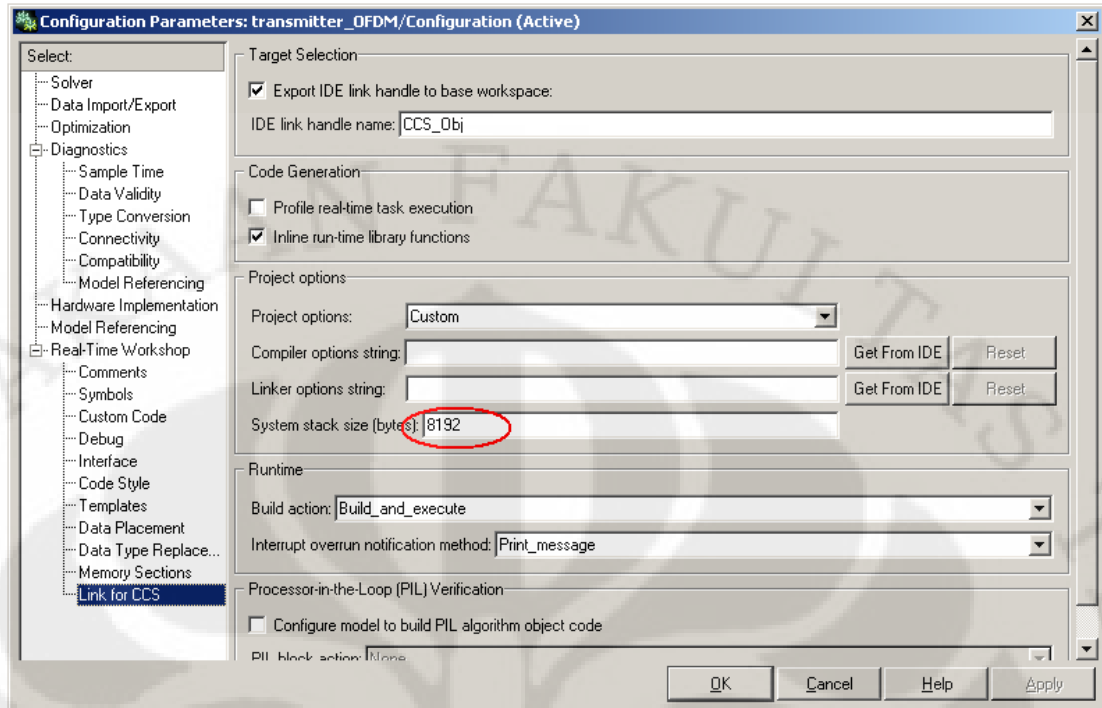 Configuration Parameters: transmitter_OFDM/Configuration (Active)
Select:
Solver
Data Import/Export
Optimization
Diagnostics
Sample Time
Data Validity
Type Conversion
Connectivity
Compatibility
Model Referencing
Hardware Implementation
Model Referencing
Real-Time Workshop
Comments
Symbols
Custom Code
Debug
Interface
Code Style
Templates
Data Placement
Data Type Replace...
Memory Sections
Link for CCS
Target Selection
Export IDE link handle to base workspace:
IDE link handle name: CCS_Obj
Code Generation
Profile real-time task execution
Inline run-time library functions
Project options
Project options: Custom
Compiler options string: Get From IDE Reset
Linker options string: Get From IDE Reset
System stack size (bytes): 8192
Runtime
Build action: Build_and_execute
Interrupt overrun notification method: Print_message
Processor-in-the-Loop (PIL) Verification
Configure model to build PIL algorithm object code
PIL block action: None
OK Cancel Help Apply
FAKULTAS